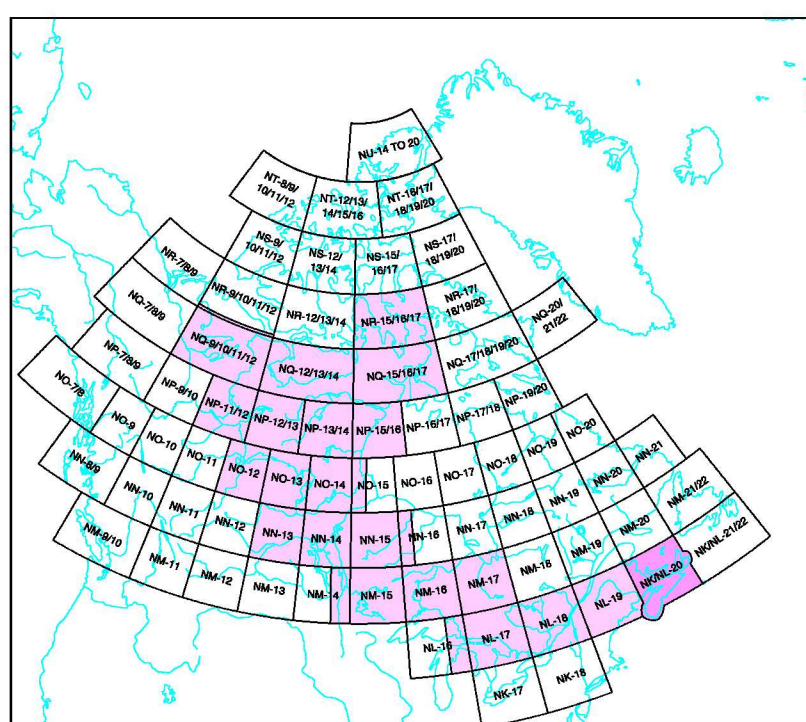 NU-14 TO 20
NT-8/9/
10/11/12
NT-12/13/
14/15/16
NT-16/17/
18/19/20
NS-9/
10/11/12
NS-12/
13/14
NS-15/
16/17
NS-17/
18/19/20
NR-7/8/9
NR-9/10/11/12
NR-12/13/14
NR-15/16/17
NR-17/
18/19/20
NQ-7/8/9
NQ-9/10/11/12
NQ-12/13/14
NQ-15/16/17
NQ-17/18/19/20
NQ-20/
21/22
NP-7/8/9
NP-9/10
NP-11/12
NP-12/13
NP-13/14
NP-15/16
NP-16/17
NP-17/18
NP-19/20
NO-7/8
NO-9
NO-10
NO-11
NO-12
NO-13
NO-14
NO-15
NO-16
NO-17
NO-18
NO-19
NO-20
NN-8/9
NN-10
NN-11
NN-12
NN-13
NN-14
NN-15
NN-16
NN-17
NN-18
NN-19
NN-20
NN-21
NM-9/10
NM-11
NM-12
NM-13
NM-14
NM-15
NM-16
NM-17
NM-18
NM-19
NM-20
NM-21/22
NL-16
NL-17
NL-18
NL-19
NK/NL-20
NK/NL-21/22
NK-17
NK-18